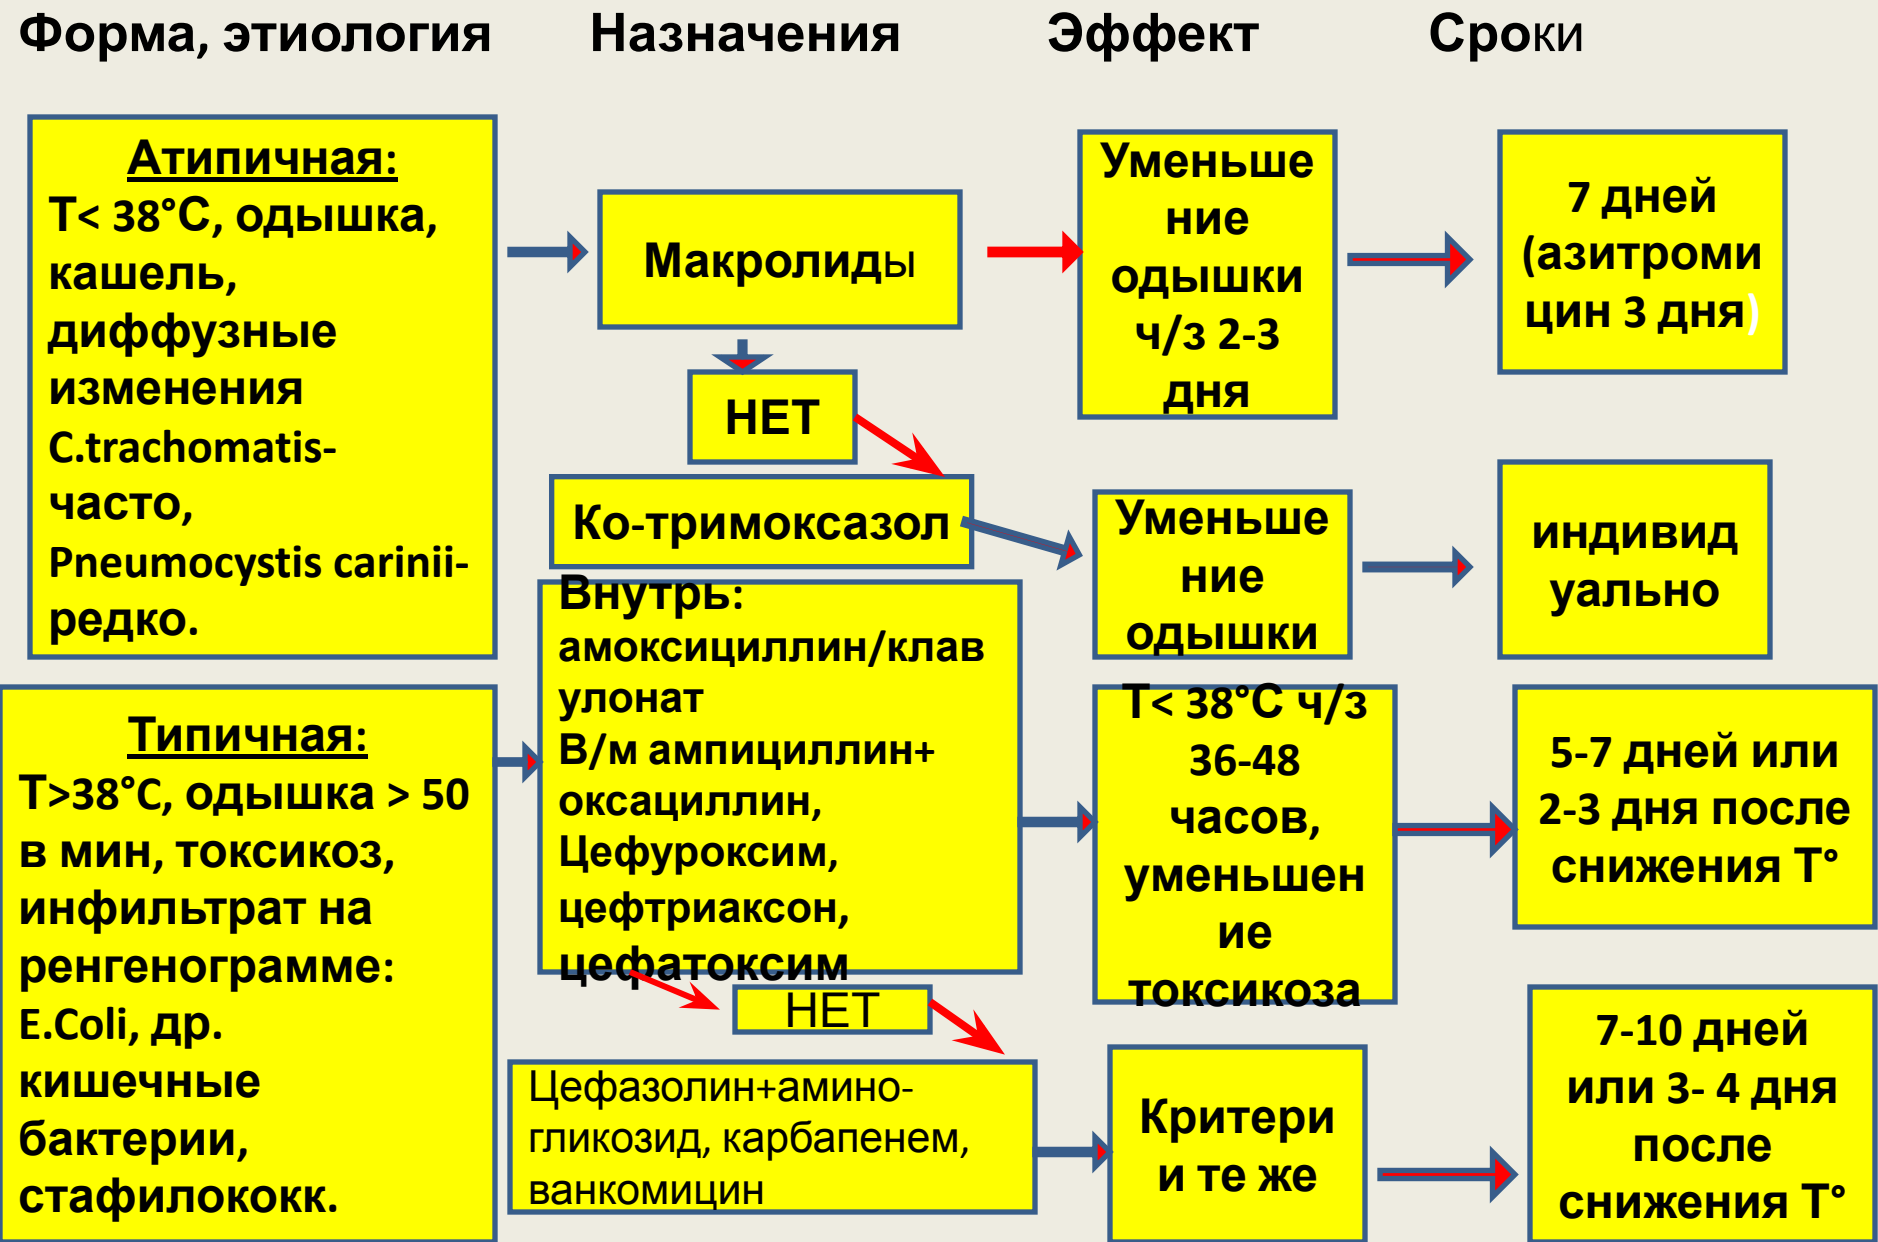 Форма, этиология
Назначения
Эффект
Сроки
Атипичная:
Т< 38°С, одышка,
кашель,
диффузные
изменения
C.trachomatis-
часто,
Pneumocystis carinii-
редко.
Макролиды
Уменьше
ние
одышки
ч/з 2-3
дня
7 дней
(азитроми
цин 3 дня)
НЕТ
Ко-тримоксазол
Уменьше
ние
одышки
индивид
уально
Типичная:
Т>38°С, одышка > 50
в мин, токсикоз,
инфильтрат на
ренгенограмме:
E.Coli, др.
кишечные
бактерии,
стафилококк.
Внутрь:
амоксициллин/клав
уланат
В/м ампициллин+
оксациллин,
Цефуроксим,
цефтриаксон,
цефатоксим
Т< 38°С ч/з
36-48
часов,
уменьшен
ие
токсикоза
5-7 дней или
2-3 дня после
снижения Т°
НЕТ
Цефазолин+амино-
гликозид, карбапенем,
ванкомицин
Критери
и те же
7-10 дней
или 3- 4 дня
после
снижения Т°